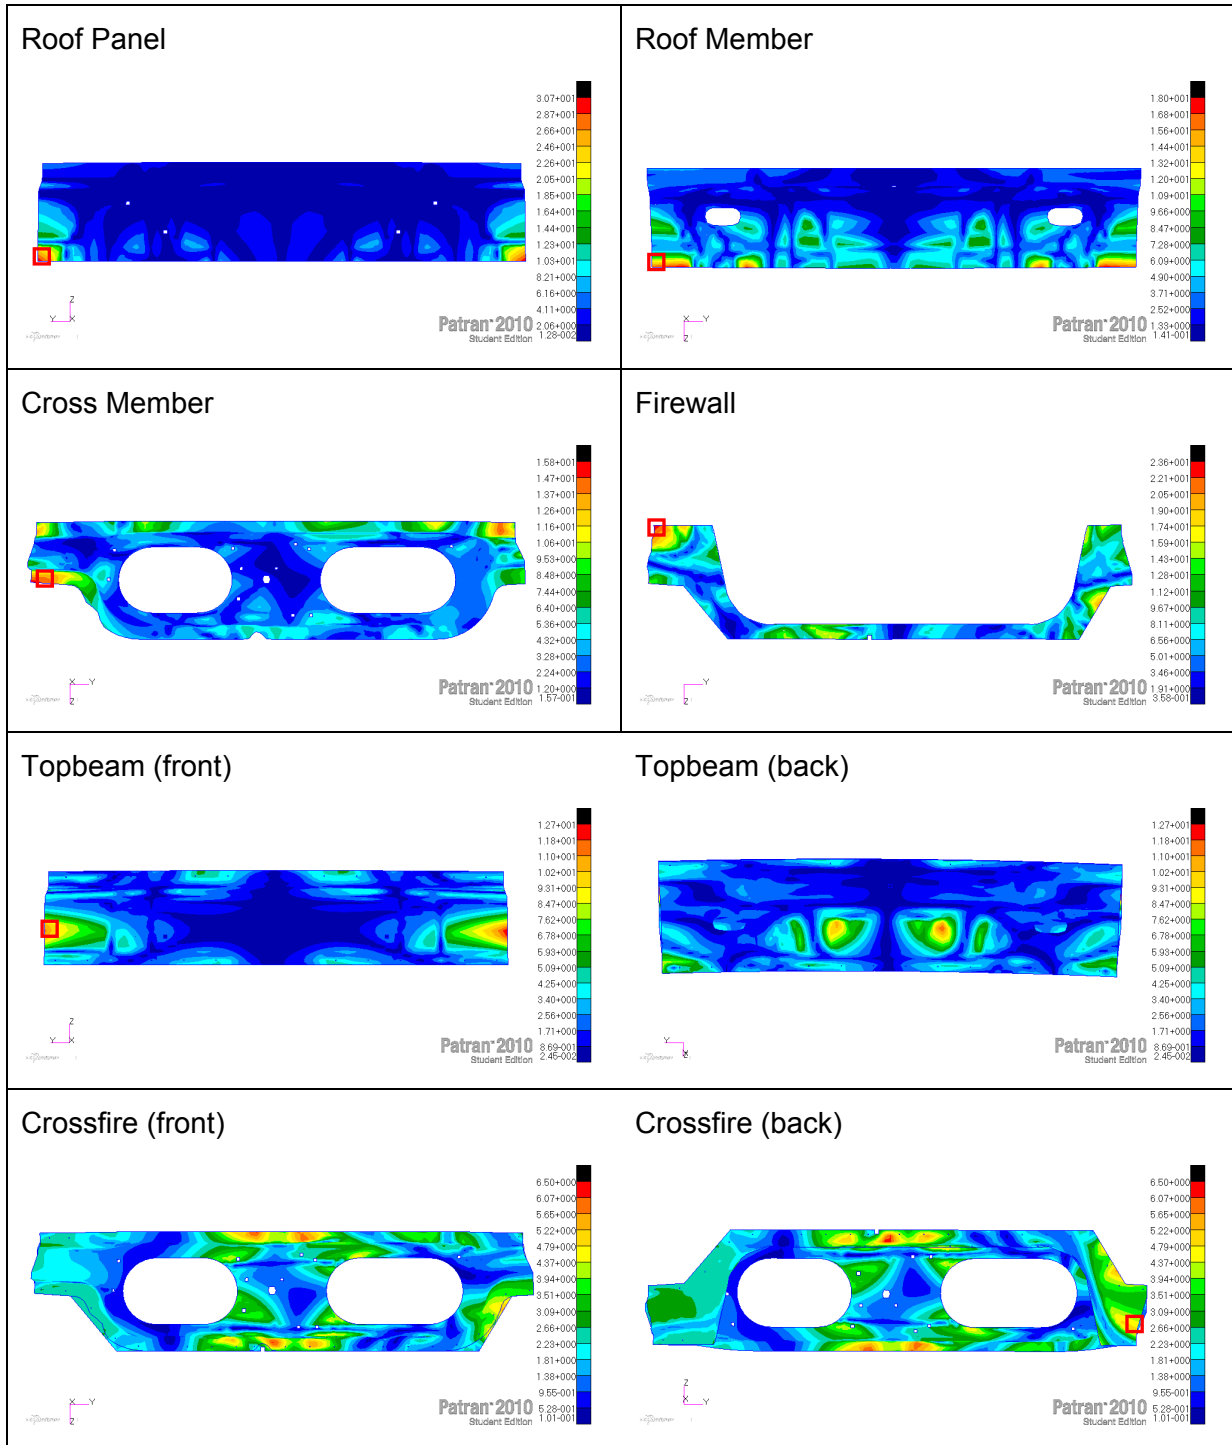 Roof Panel
3.07+001
2.87+001
2.66+001
2.46+001
2.26+001
2.05+001
1.85+001
1.64+001
1.44+001
1.23+001
1.03+001
8.21+000
6.16+000
4.11+000
2.06+000
1.28-002
Z
Y
X
Patran 2010
Student Edition
Roof Member
1.80+001
1.68+001
1.56+001
1.44+001
1.32+001
1.20+001
1.09+001
9.66+000
8.47+000
7.28+000
6.09+000
4.90+000
3.71+000
2.52+000
1.33+000
1.41-001
X
Y
Z
Patran 2010
Student Edition
Cross Member
1.58+001
1.47+001
1.37+001
1.26+001
1.16+001
1.06+001
9.53+000
8.48+000
7.44+000
6.40+000
5.36+000
4.32+000
3.28+000
2.24+000
1.20+000
1.57-001
X
Y
Z
Patran 2010
Student Edition
Firewall
2.36+001
2.21+001
2.05+001
1.90+001
1.74+001
1.59+001
1.43+001
1.28+001
1.12+001
9.67+000
8.11+000
6.56+000
5.01+000
3.46+000
1.91+000
3.58-001
Y
Z
Patran 2010
Student Edition
Topbeam (front)
1.27+001
1.18+001
1.10+001
1.02+001
9.31+000
8.47+000
7.62+000
6.78+000
5.93+000
5.09+000
4.25+000
3.40+000
2.56+000
1.71+000
8.69-001
2.45-002
Z
Y
X
Patran 2010
Student Edition
Topbeam (back)
1.27+001
1.18+001
1.10+001
1.02+001
9.31+000
8.47+000
7.62+000
6.78+000
5.93+000
5.09+000
4.25+000
3.40+000
2.56+000
1.71+000
8.69-001
2.45-002
Y
Patran 2010
Student Edition
Crossfire (front)
6.50+000
6.07+000
5.65+000
5.22+000
4.79+000
4.37+000
3.94+000
3.51+000
3.09+000
2.66+000
2.23+000
1.81+000
1.38+000
9.55-001
5.28-001
1.01-001
X
Y
Z
Patran 2010
Student Edition
Crossfire (back)
6.50+000
6.07+000
5.65+000
5.22+000
4.79+000
4.37+000
3.94+000
3.51+000
3.09+000
2.66+000
2.23+000
1.81+000
1.38+000
9.55-001
5.28-001
1.01-001
Z
X
Y
Patran 2010
Student Edition